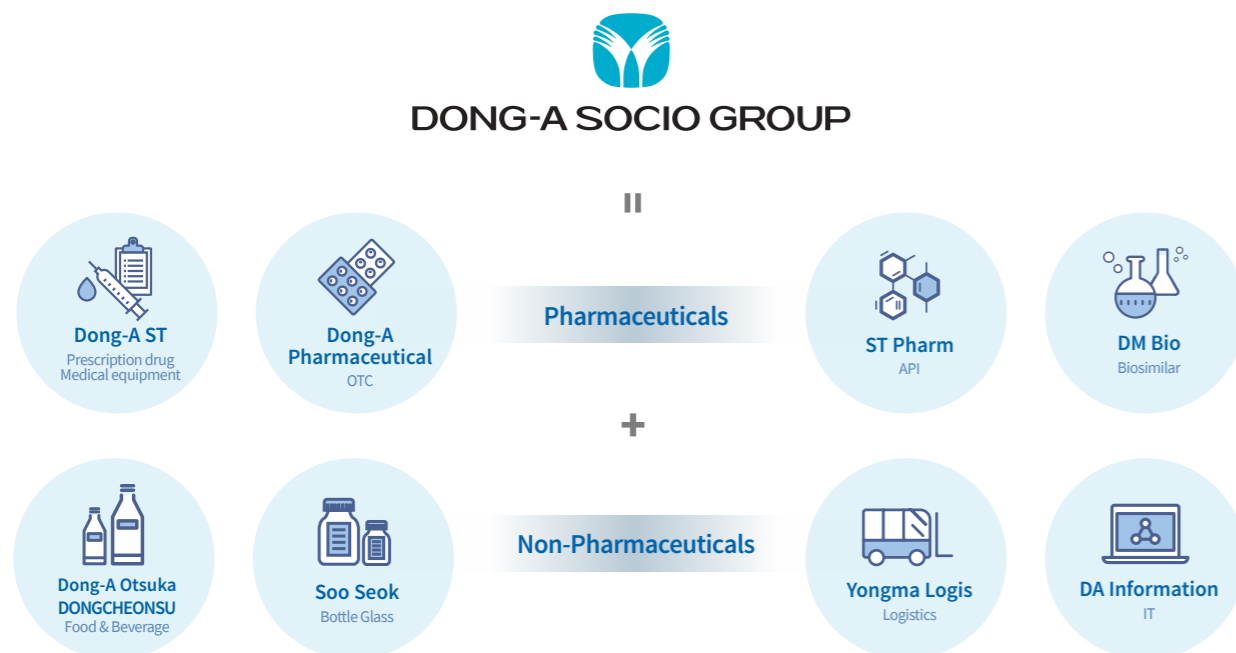 DONG-A SOCIO GROUP
=
Dong-A ST
Prescription drug
Medical equipment
Dong-A
Pharmaceutical
OTC
Pharmaceuticals
ST Pharm
API
DM Bio
Biosimilar
+
Dong-A Otsuka
DONGCHEONSU
Food & Beverage
Soo Seok
Bottle Glass
Non-Pharmaceuticals
Yongma Logis
Logistics
DA Information
IT